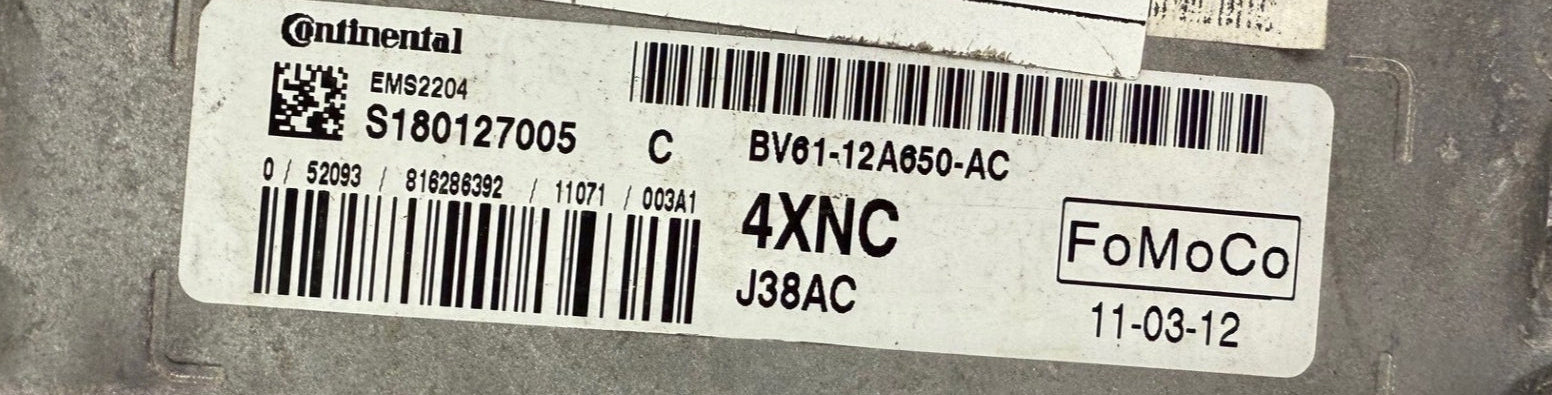 Continental
EMS2204
S180127005 C BV61-12A650-AC
0 / 52093 / 816286392 / 11071 / 003A1
4XNC
J38AC
FoMoCo
11-03-12